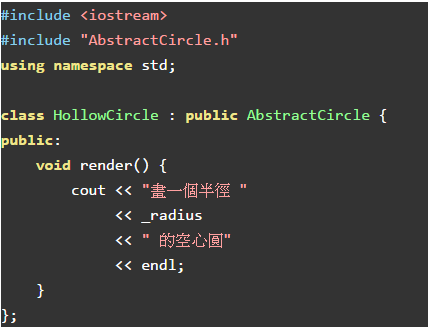 #include <iostream>
#include "AbstractCircle.h"
using namespace std;
class HollowCircle : public AbstractCircle {
public:
    void render() {
        cout << "畫一個半徑 "
             << _radius
             << " 的空心圓"
             << endl;
    }
};